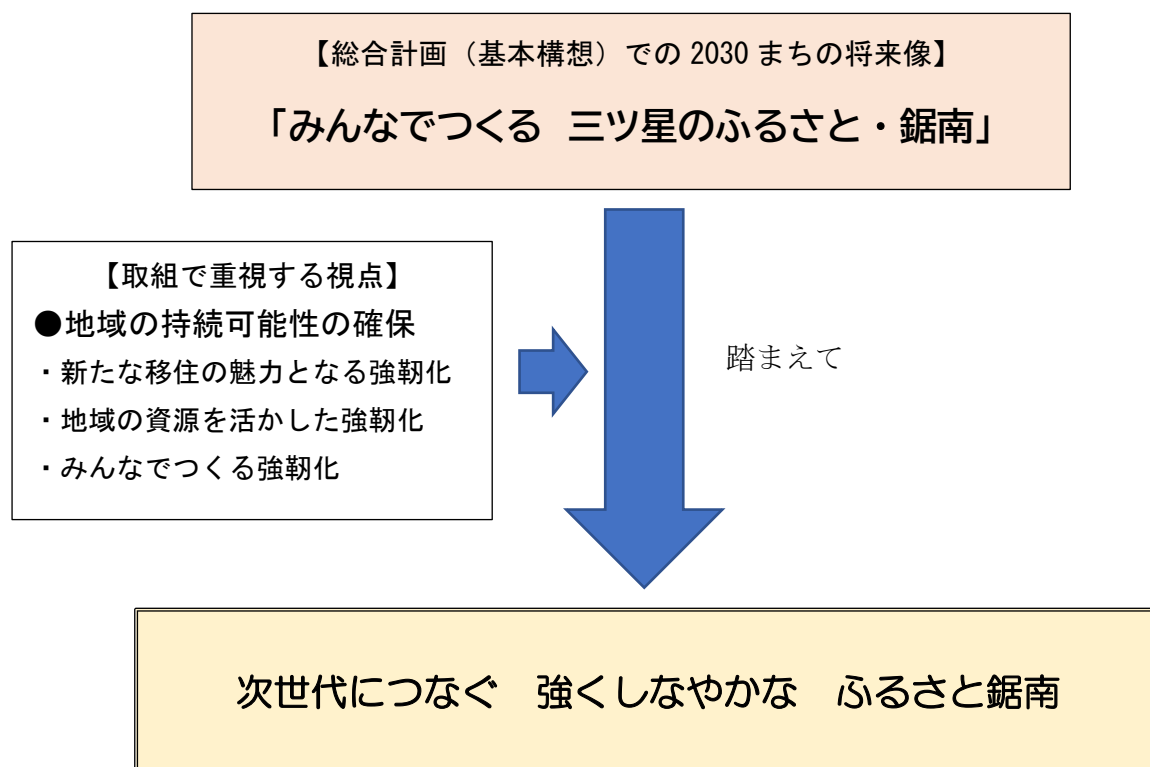 【総合計画（基本構想）での 2030 まちの将来像】
「みんなでつくる 三ツ星のふるさと・鋸南」
【取組で重視する視点】
●地域の持続可能性の確保
・新たな移住の魅力となる強靭化
・地域の資源を活かした強靭化
・みんなでつくる強靭化
踏まえて
次世代につなぐ　強くしなやかな　ふるさと鋸南